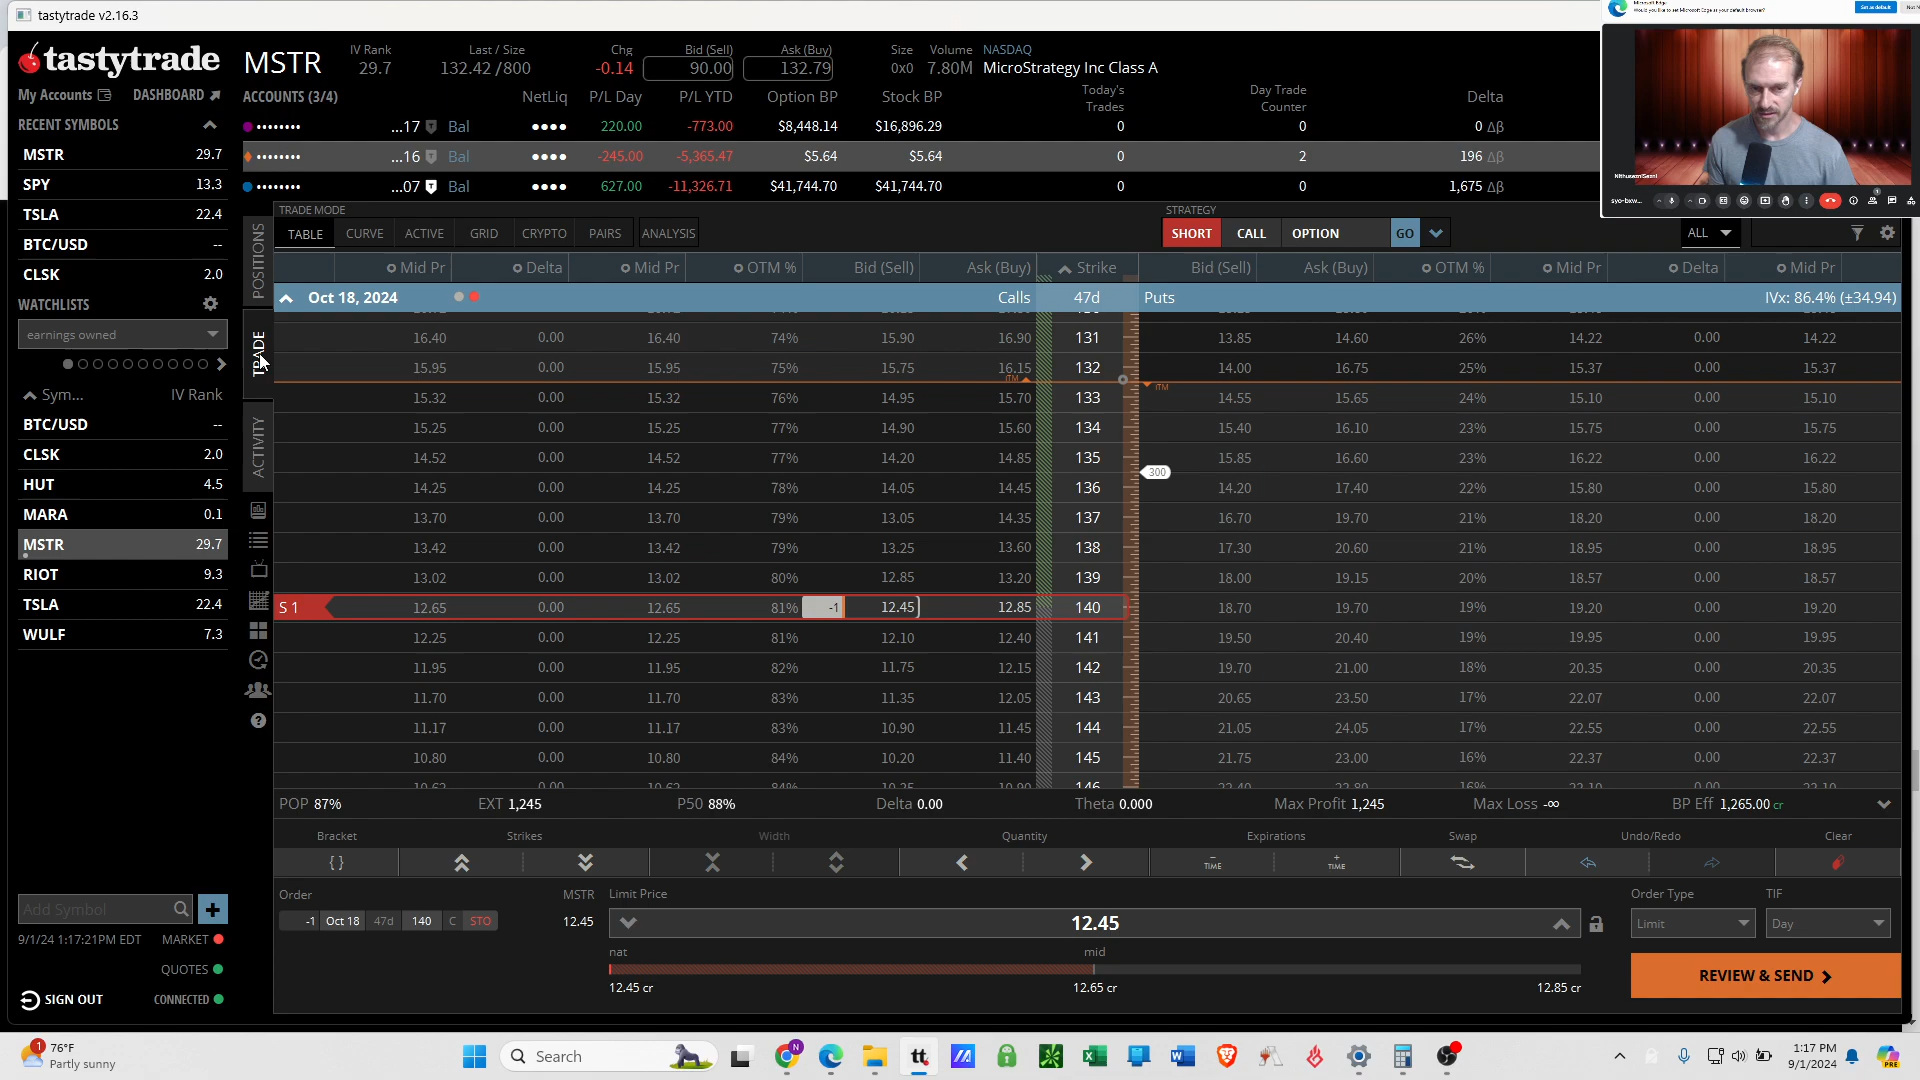 tastytrade v2.16.3
Microsoft Edge
Would you like to set Microsoft Edge as your default browser?
Set as default
Not N
tastytrade
My Accounts
DASHBOARD
RECENT SYMBOLS
MSTR 29.7
SPY 13.3
TSLA 22.4
BTC/USD --
CLSK 2.0
WATCHLISTS
earnings owned
Sym... IV Rank
BTC/USD --
CLSK 2.0
HUT 4.5
MARA 0.1
MSTR 29.7
RIOT 9.3
TSLA 22.4
WULF 7.3
Add Symbol
9/1/24 1:17:21PM EDT MARKET
QUOTES
SIGN OUT CONNECTED
MSTR
IV Rank Last / Size Chg Bid (Sell) Ask (Buy) Size Volume NASDAQ
29.7 132.42 /800 -0.14 90.00 132.79 0x0 7.80M MicroStrategy Inc Class A
ACCOUNTS (3/4) NetLiq P/L Day P/L YTD Option BP Stock BP Today's Trades Day Trade Counter Delta
•••••••• ...17 Bal •••• 220.00 -773.00 $8,448.14 $16,896.29 0 0 0 Δβ
•••••••• ...16 Bal •••• -245.00 -5,365.47 $5.64 $5.64 0 2 196 Δβ
•••••••• ...07 Bal •••• 627.00 -11,326.71 $41,744.70 $41,744.70 0 0 1,675 Δβ
TRADE MODE STRATEGY
TABLE CURVE ACTIVE GRID CRYPTO PAIRS ANALYSIS SHORT CALL OPTION GO ALL
POSITIONS
TRADE
ACTIVITY
Mid Pr Delta Mid Pr OTM % Bid (Sell) Ask (Buy) Strike Bid (Sell) Ask (Buy) OTM % Mid Pr Delta Mid Pr
Oct 18, 2024 Calls 47d Puts IVx: 86.4% (±34.94)
16.40 0.00 16.40 74% 15.90 16.90 131 13.85 14.60 26% 14.22 0.00 14.22
15.95 0.00 15.95 75% 15.75 16.15 132 14.00 16.75 25% 15.37 0.00 15.37
ITM ITM
15.32 0.00 15.32 76% 14.95 15.70 133 14.55 15.65 24% 15.10 0.00 15.10
15.25 0.00 15.25 77% 14.90 15.60 134 15.40 16.10 23% 15.75 0.00 15.75
14.52 0.00 14.52 77% 14.20 14.85 135 15.85 16.60 23% 16.22 0.00 16.22
300
14.25 0.00 14.25 78% 14.05 14.45 136 14.20 17.40 22% 15.80 0.00 15.80
13.70 0.00 13.70 79% 13.05 14.35 137 16.70 19.70 21% 18.20 0.00 18.20
13.42 0.00 13.42 79% 13.25 13.60 138 17.30 20.60 21% 18.95 0.00 18.95
13.02 0.00 13.02 80% 12.85 13.20 139 18.00 19.15 20% 18.57 0.00 18.57
S 1 12.65 0.00 12.65 81% -1 12.45 12.85 140 18.70 19.70 19% 19.20 0.00 19.20
12.25 0.00 12.25 81% 12.10 12.40 141 19.50 20.40 19% 19.95 0.00 19.95
11.95 0.00 11.95 82% 11.75 12.15 142 19.70 21.00 18% 20.35 0.00 20.35
11.70 0.00 11.70 83% 11.35 12.05 143 20.65 23.50 17% 22.07 0.00 22.07
11.17 0.00 11.17 83% 10.90 11.45 144 21.05 24.05 17% 22.55 0.00 22.55
10.80 0.00 10.80 84% 10.20 11.40 145 21.75 23.00 16% 22.37 0.00 22.37
POP 87% EXT 1,245 P50 88% Delta 0.00 Theta 0.000 Max Profit 1,245 Max Loss -∞ BP Eff 1,265.00 cr
Bracket Strikes Width Quantity Expirations Swap Undo/Redo Clear
{ } TIME TIME
Order MSTR Limit Price Order Type TIF
-1 Oct 18 47d 140 C STO 12.45 12.45 Limit Day
nat mid
12.45 cr 12.65 cr 12.85 cr
REVIEW & SEND
1
76°F
Partly sunny
Search
tt
1:17 PM
9/1/2024
PRE